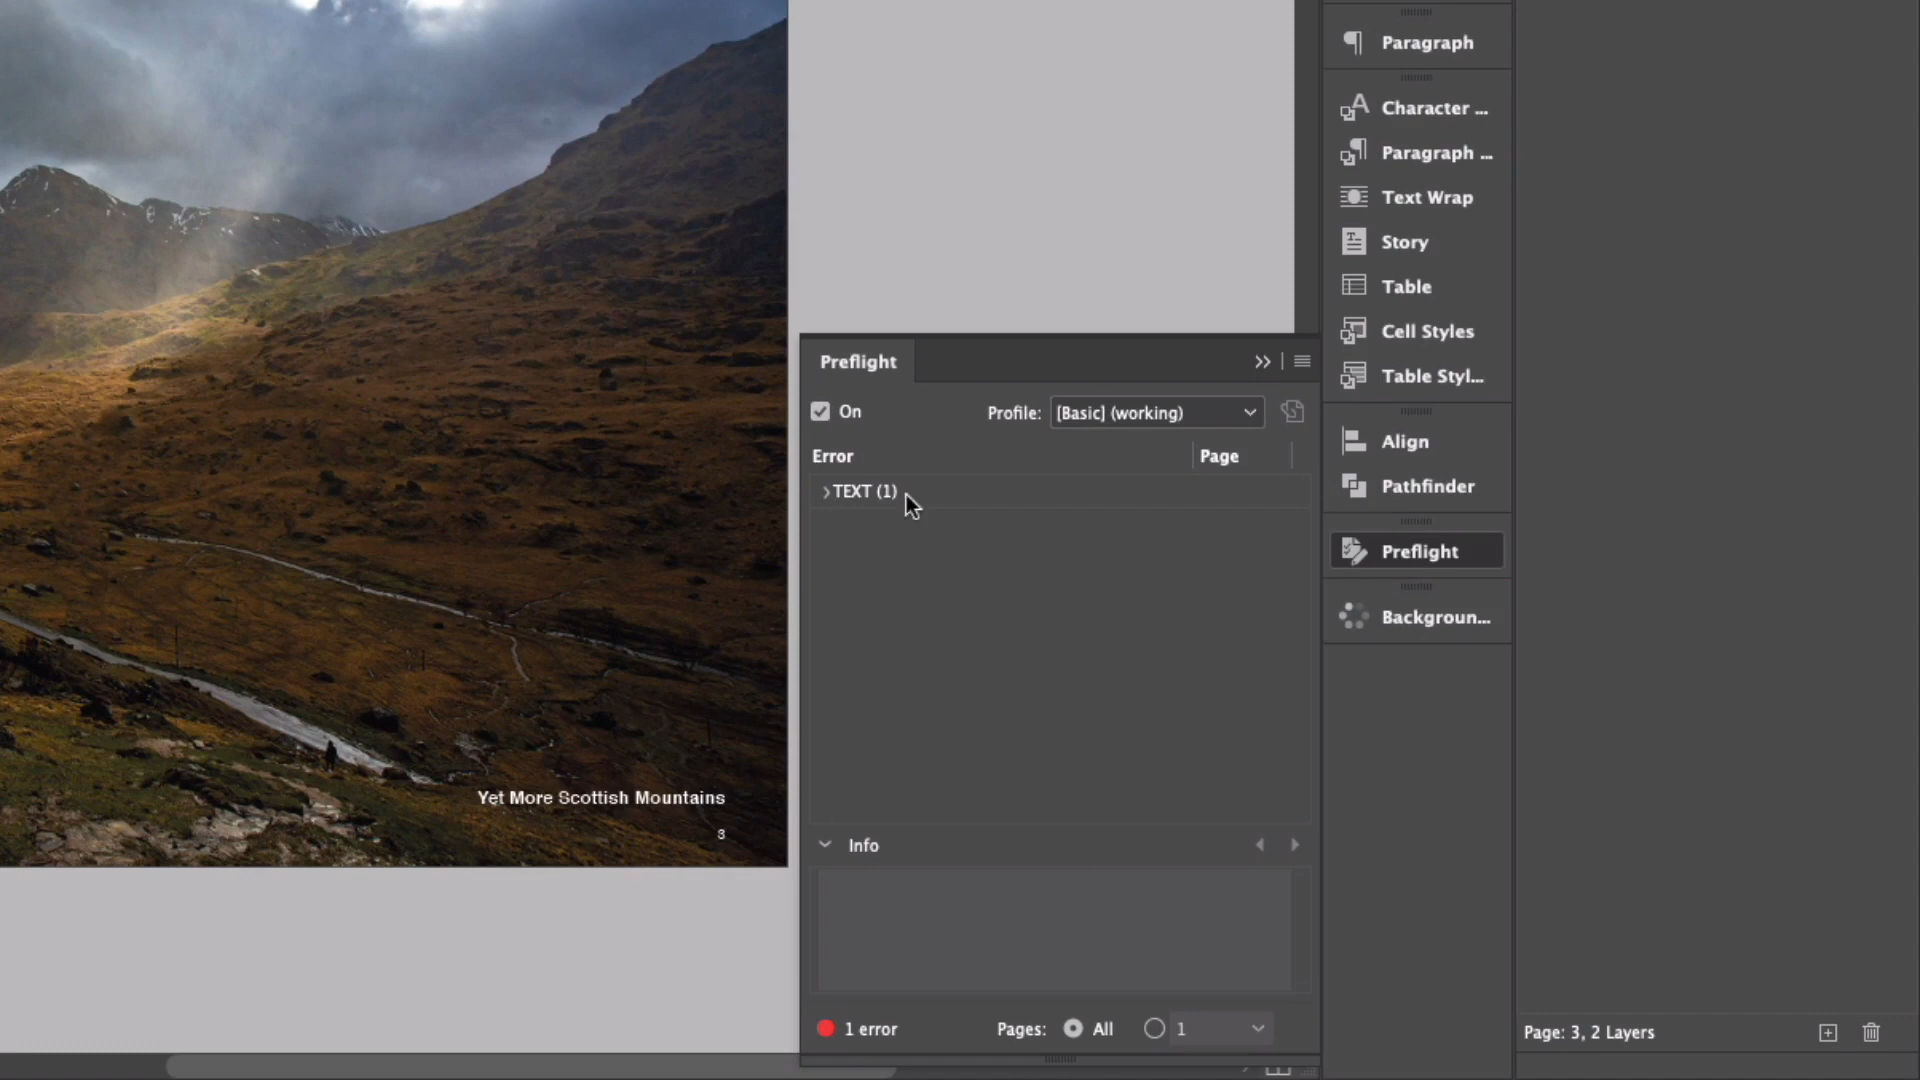 Paragraph
Character ...
Paragraph ...
Text Wrap
Story
Table
Cell Styles
Table Styl...
Align
Pathfinder
Preflight
Backgroun...
Preflight
On
Profile: [Basic] (working)
Error Page
TEXT (1)
Info
1 error Pages: All 1
Yet More Scottish Mountains
3
Page: 3, 2 Layers